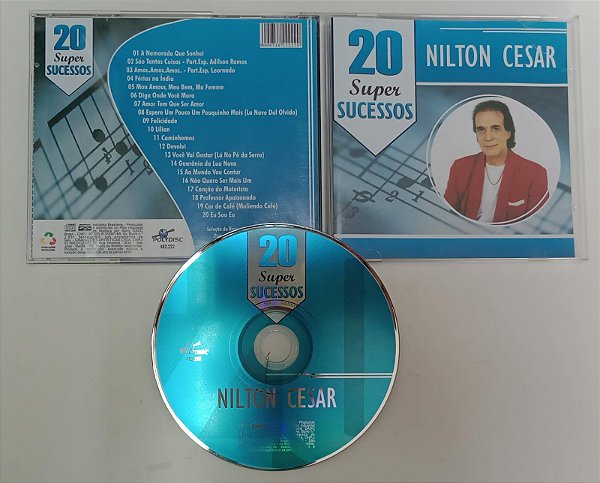 20
Super
SUCESSOS
01 A Namorada Que Sonhei
02 São Tantas Coisas - Part.Esp. Adilson Ramos
03 Amor..Amor..Amor.. - Part.Esp. Leornado
04 Férias na Índia
05 Mon Amour, Meu Bem, Ma Femme
06 Diga Onde Você Mora
07 Amor Tem Que Ser Amor
08 Espere Um Pouco Um Pouquinho Mais (La Nave Del Olvido)
09 Felicidade
10 Lilian
11 Caminhemos
12 Devolvi
13 Você Vai Gostar (Lá No Pé da Serra)
14 Guarânia da Lua Nova
15 Ao Mundo Vou Contar
16 Não Quero Ser Mais Um
17 Canção do Motorista
18 Professor Apaixonado
19 Cor de Café (Moliendo Café)
20 Eu Sou Eu
POLYDISC
20
Super
SUCESSOS
NILTON CESAR
20
Super
SUCESSOS
NILTON CESAR